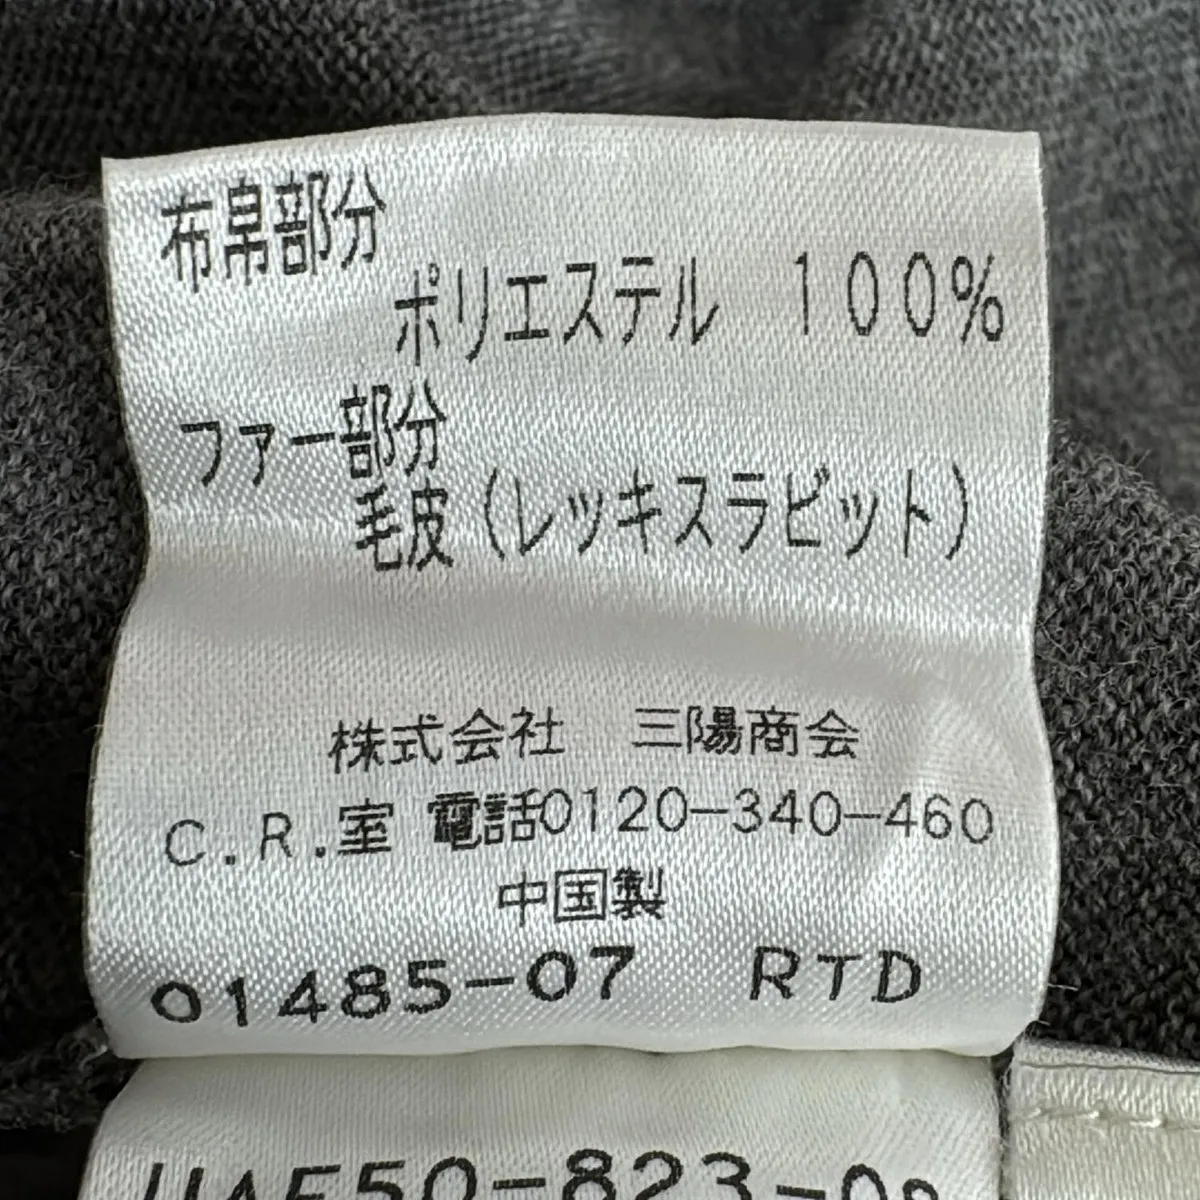 布帛部分
ポリエステル 100%
ファー部分
毛皮(レッキスラビット)
株式会社 三陽商会
C.R.室 電話0120-340-460
中国製
01485-07 RTD